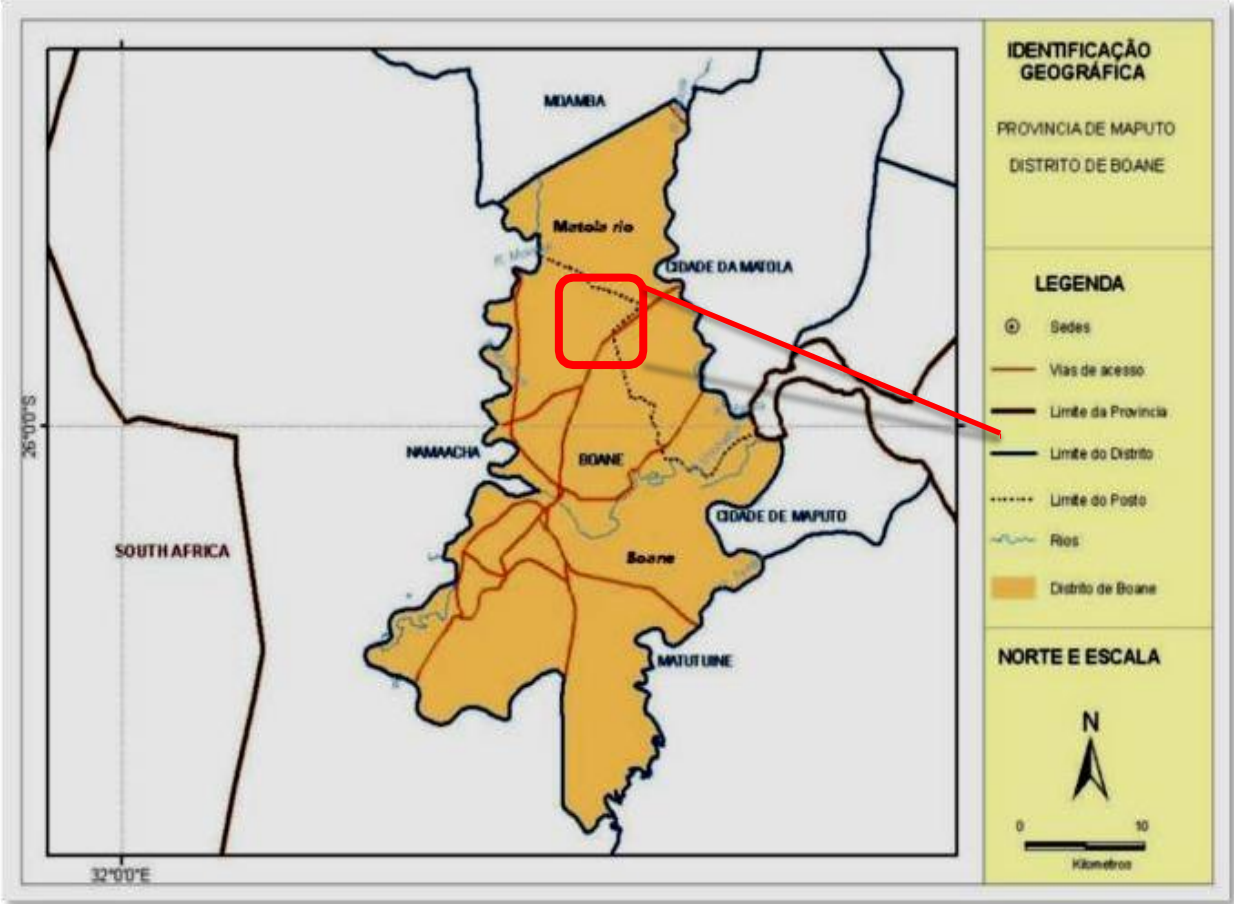 MOAMBA
Matola rio
CIDADE DA MATOLA
NAMAACHA
BOANE
CIDADE DE MAPUTO
SOUTH AFRICA
Boane
MATUTUINE
26°0'0"S
32°0'0"E
IDENTIFICAÇÃO
GEOGRÁFICA
PROVINCIA DE MAPUTO
DISTRITO DE BOANE
LEGENDA
Sedes
Vias de acesso
Limite da Provincia
Limite do Distrito
Limite do Posto
Rios
Distrito de Boane
NORTE E ESCALA
N
0 10
Kilometros